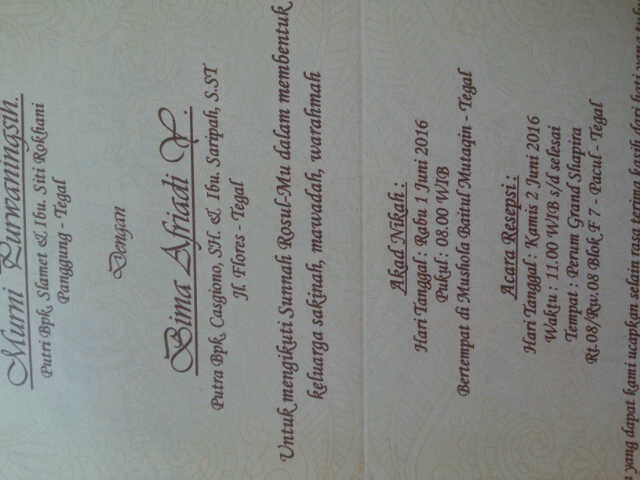 Murni Purwaningsih.
Putri Bpk. Slamet & Ibu. Siti Rokhani
Panggung - Tegal
Dengan
Bima Afriadi Y.
Putra Bpk. Casgiono, SH. & Ibu. Saripah, S.ST
Jl. Flores - Tegal
Untuk mengikuti Sunnah Rosul-Mu dalam membentuk
keluarga sakinah, mawadah, warahmah
Akad Nikah :
Hari Tanggal : Rabu 1 Juni 2016
Pukul : 08.00 WIB
Bertempat di Mushola Baitul Mutaqin - Tegal
Acara Resepsi :
Hari Tanggal : Kamis 2 Juni 2016
Waktu : 11.00 WIB s/d selesai
Tempat : Perum Grand Shapira
Rt.08/Rw.08 Blok F 7 - Pacul - Tegal
yang dapat kami ucapkan selain rasa terima kasih dari hati yang